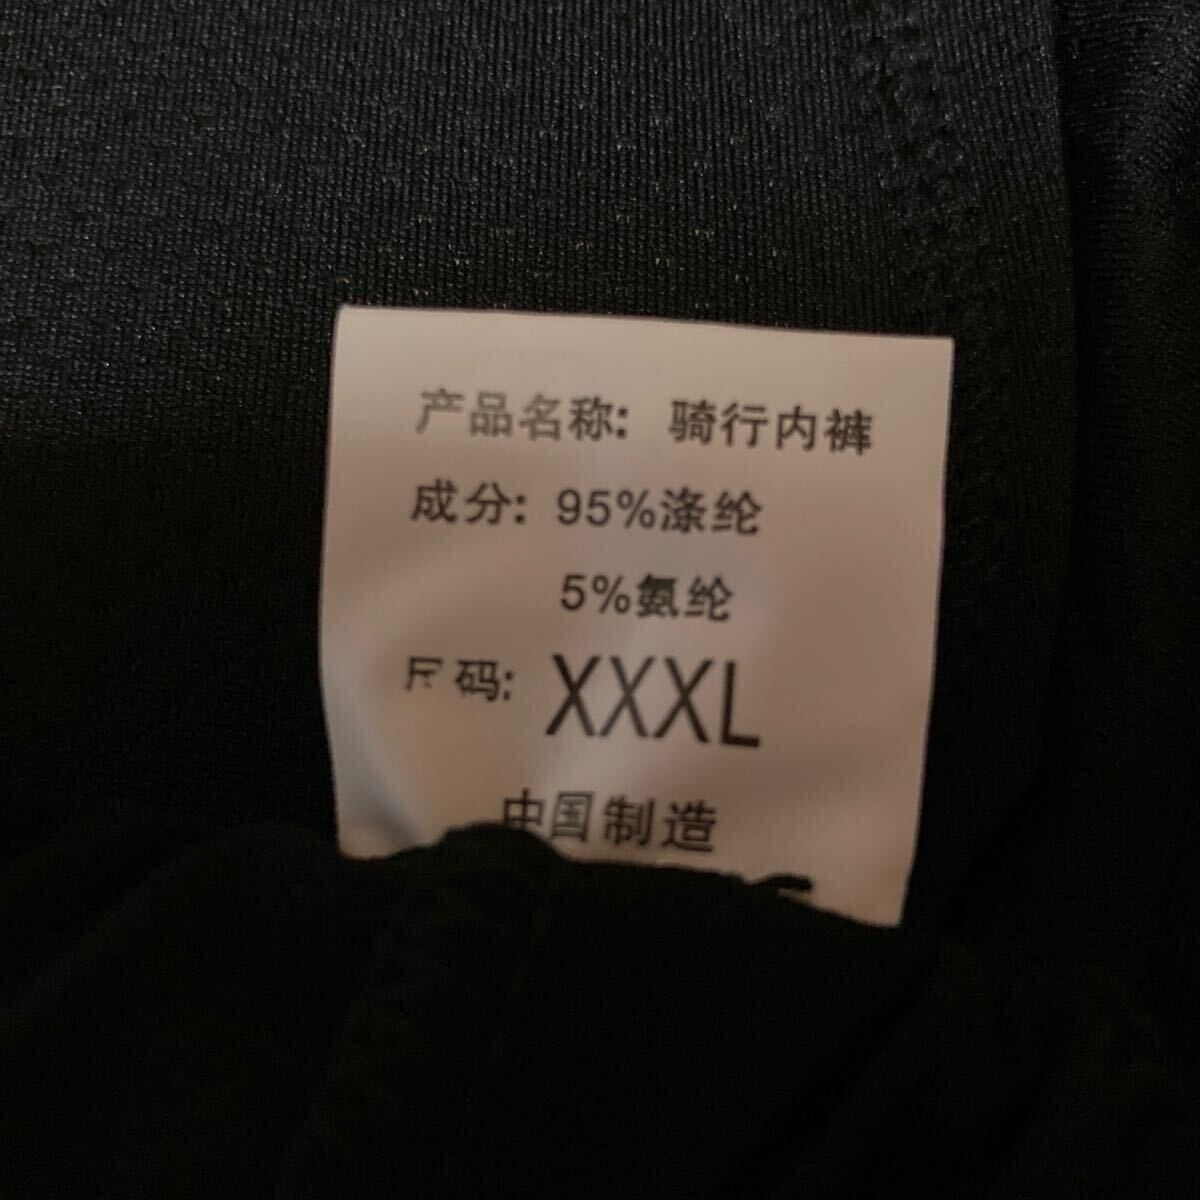 产品名称: 骑行内裤
成分: 95%涤纶
5%氨纶
尺码: XXXL
中国制造